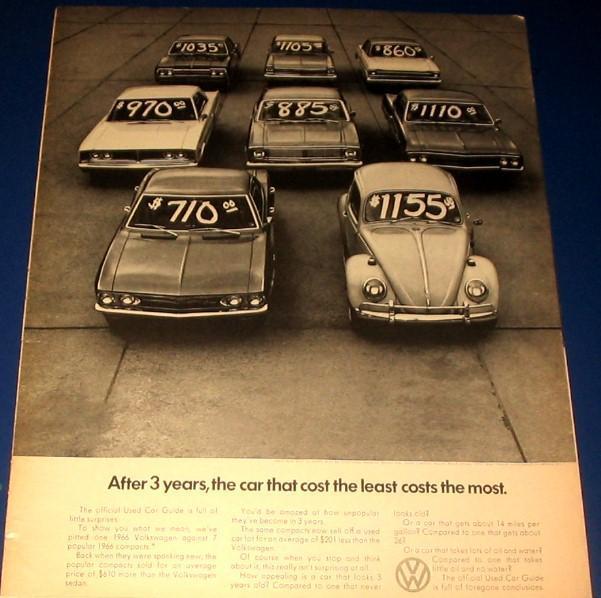 $1035
$1105
$860
$970
$885
$1110
$710
$1155
After 3 years, the car that cost the least costs the most.
The official Used Car Guide is full of
little surprises.
To show you what we mean, we've
pitted one 1966 Volkswagen against 7
popular 1966 compacts.*
Back when they were spanking new, the
popular compacts sold for an average
price of $610 more than the Volkswagen
sedan.
You'd be amazed at how unpopular
they've become in 3 years.
The same compacts now sell off a used
car lot for an average of $201 less than the
Volkswagen.
Of course when you stop and think
about it, this really isn't surprising at all.
How appealing is a car that looks 3
years old? Compared to one that never
looks old?
Or a car that gets about 14 miles per
gallon? Compared to one that gets about
26?
Or a car that takes lots of oil and water?
Compared to one that takes
little oil and no water?
The official Used Car Guide
is full of foregone conclusions.
VW